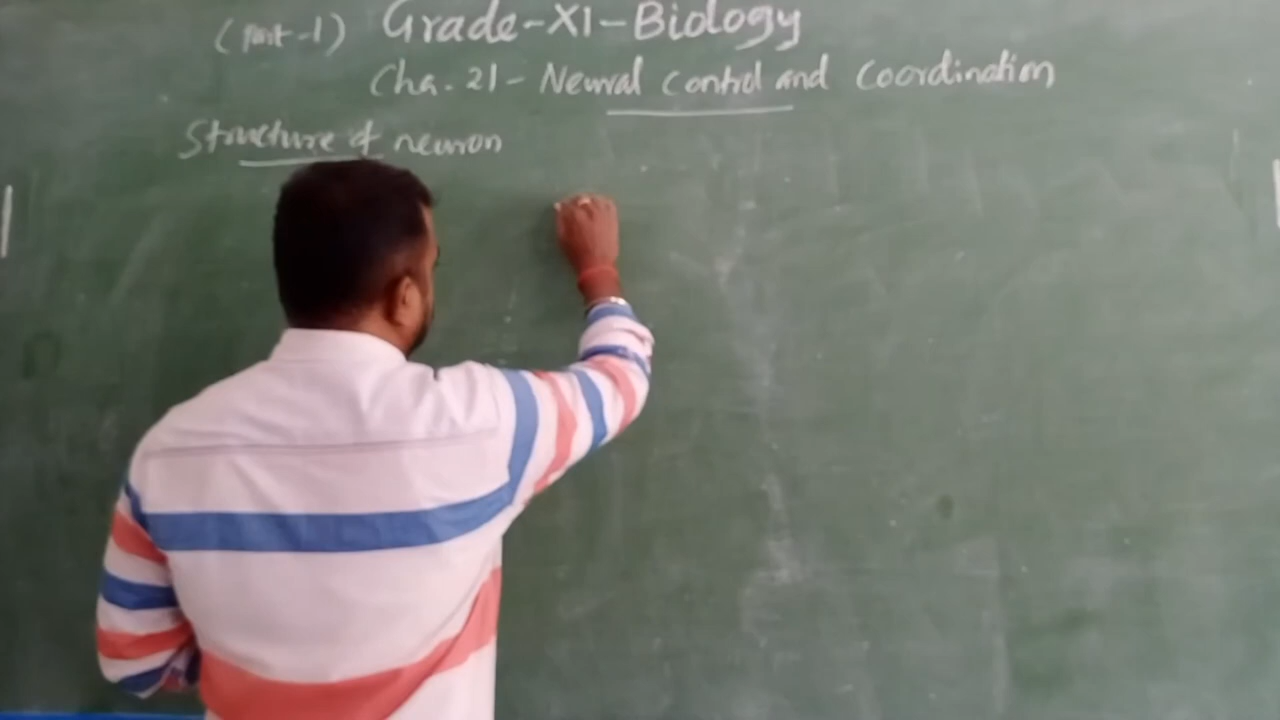 (part-1) Grade-XI-Biology
Cha. 21- Neural control and Coordination
Structure of neuron